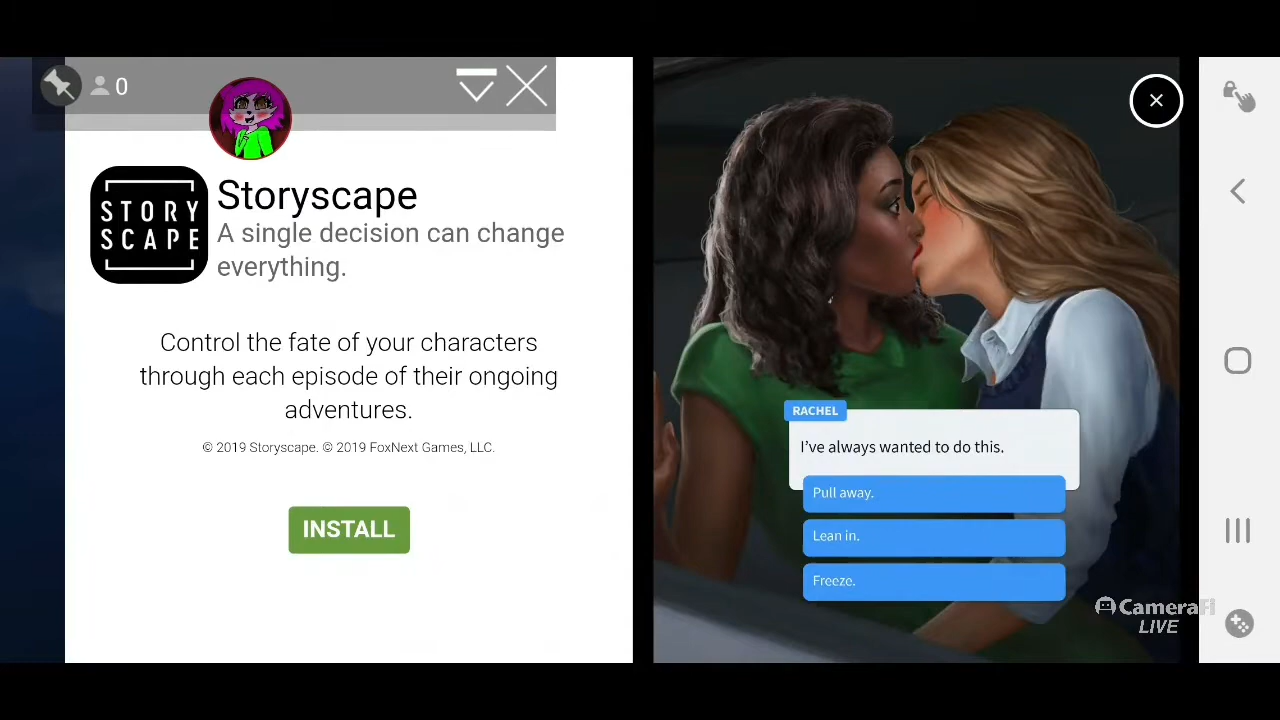 0
STORY
SCAPE
Storyscape
A single decision can change
everything.
Control the fate of your characters
through each episode of their ongoing
adventures.
© 2019 Storyscape. © 2019 FoxNext Games, LLC.
INSTALL
RACHEL
I've always wanted to do this.
Pull away.
Lean in.
Freeze.
CameraFi
LIVE